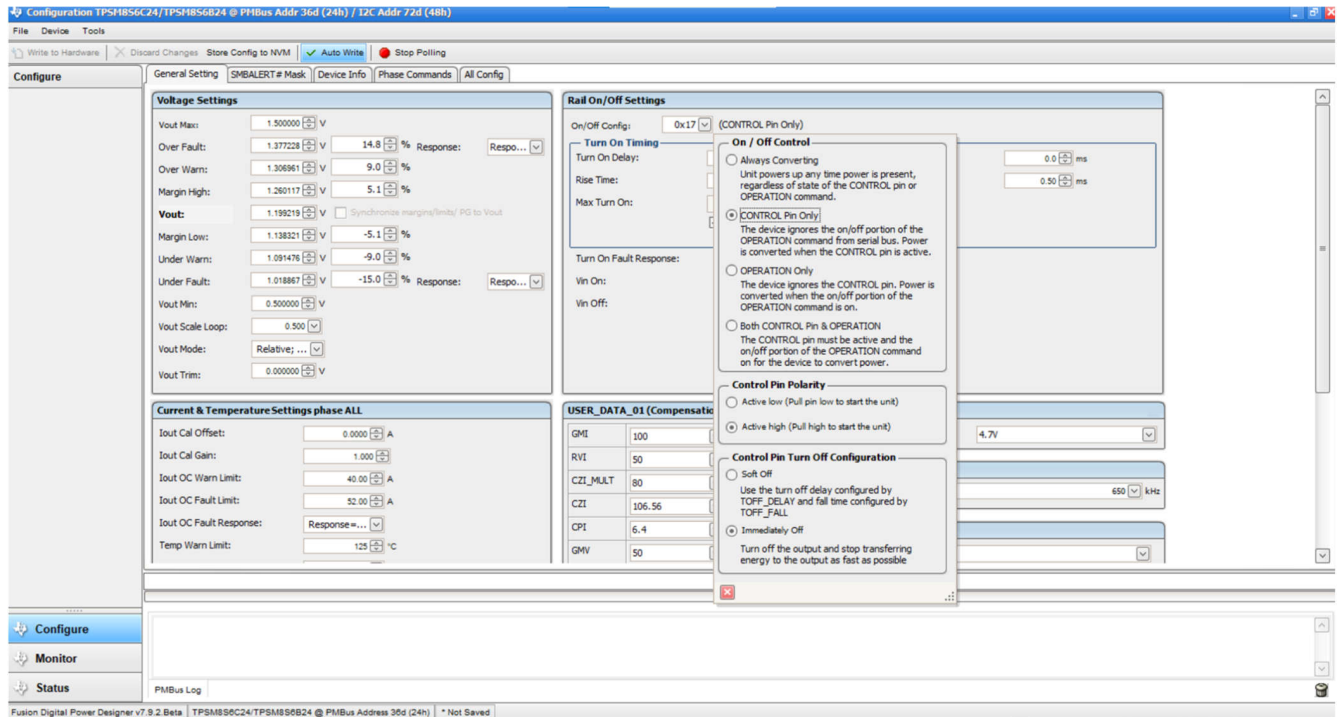 Configuration TPSM8S6C24/TPSM8S6B24 @ PMBus Addr 36d (24h) / I2C Addr 72d (48h)
File Device Tools
Write to Hardware Discard Changes Store Config to NVM Auto Write Stop Polling
Configure
General Setting SMBALERT# Mask Device Info Phase Commands All Config
Voltage Settings
Vout Max: 1.500000 V
Over Fault: 1.377228 V 14.8 % Response: Respo...
Over Warn: 1.306961 V 9.0 %
Margin High: 1.260117 V 5.1 %
Vout: 1.199219 V Synchronize margins/limits/ PG to Vout
Margin Low: 1.138321 V -5.1 %
Under Warn: 1.091476 V -9.0 %
Under Fault: 1.018867 V -15.0 % Response: Respo...
Vout Min: 0.500000 V
Vout Scale Loop: 0.500
Vout Mode: Relative; ...
Vout Trim: 0.000000 V
Rail On/Off Settings
On/Off Config: 0x17 (CONTROL Pin Only)
Turn On Timing
Turn On Delay: 0.0 ms
Rise Time: 0.50 ms
Max Turn On:
Turn On Fault Response:
Vin On:
Vin Off:
On / Off Control
Always Converting
Unit powers up any time power is present,
regardless of state of the CONTROL pin or
OPERATION command.
CONTROL Pin Only
The device ignores the on/off portion of the
OPERATION command from serial bus. Power
is converted when the CONTROL pin is active.
OPERATION Only
The device ignores the CONTROL pin. Power is
converted when the on/off portion of the
OPERATION command is on.
Both CONTROL Pin & OPERATION
The CONTROL pin must be active and the
on/off portion of the OPERATION command
on for the device to convert power.
Control Pin Polarity
Active low (Pull pin low to start the unit)
Active high (Pull high to start the unit)
Control Pin Turn Off Configuration
Soft Off
Use the turn off delay configured by
TOFF_DELAY and fall time configured by
TOFF_FALL
Immediately Off
Turn off the output and stop transferring
energy to the output as fast as possible
Current & Temperature Settings phase ALL
Iout Cal Offset: 0.0000 A
Iout Cal Gain: 1.000
Iout OC Warn Limit: 40.00 A
Iout OC Fault Limit: 52.00 A
Iout OC Fault Response: Response=...
Temp Warn Limit: 125 °C
USER_DATA_01 (Compensatio
GMI 100
RVI 50
CZI_MULT 80
CZI 106.56
CPI 6.4
GMV 50
4.7V
650 kHz
Configure
Monitor
Status
PMBus Log
Fusion Digital Power Designer v7.9.2.Beta TPSM8S6C24/TPSM8S6B24 @ PMBus Address 36d (24h) * Not Saved